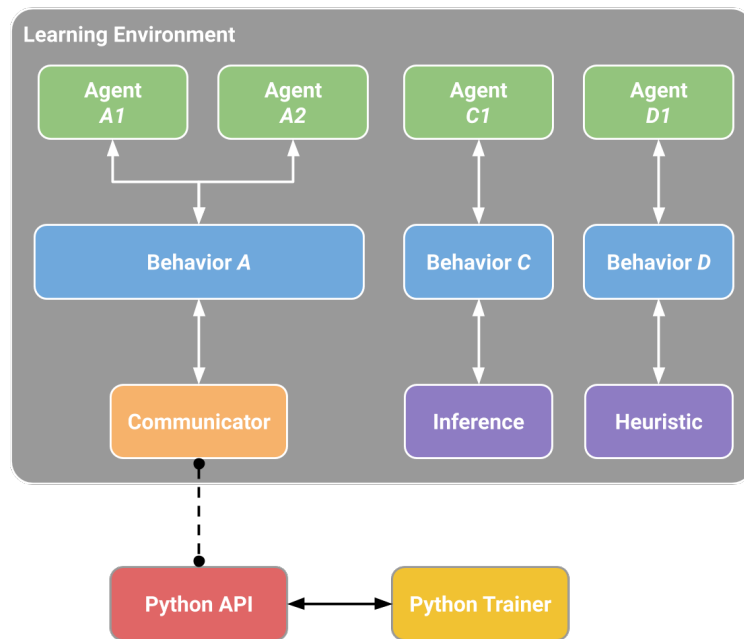 Learning Environment
Agent
A1
Agent
A2
Agent
C1
Agent
D1
Behavior A
Behavior C
Behavior D
Communicator
Inference
Heuristic
Python API
Python Trainer